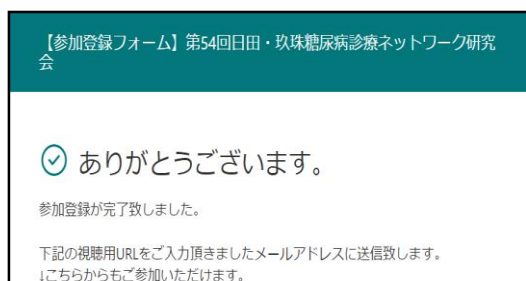 【参加登録フォーム】第54回日田・玖珠糖尿病診療ネットワーク研究
会
ありがとうございます。
参加登録が完了致しました。
下記の視聴用URLをご入力頂きましたメールアドレスに送信致します。
↓こちらからもご参加いただけます。